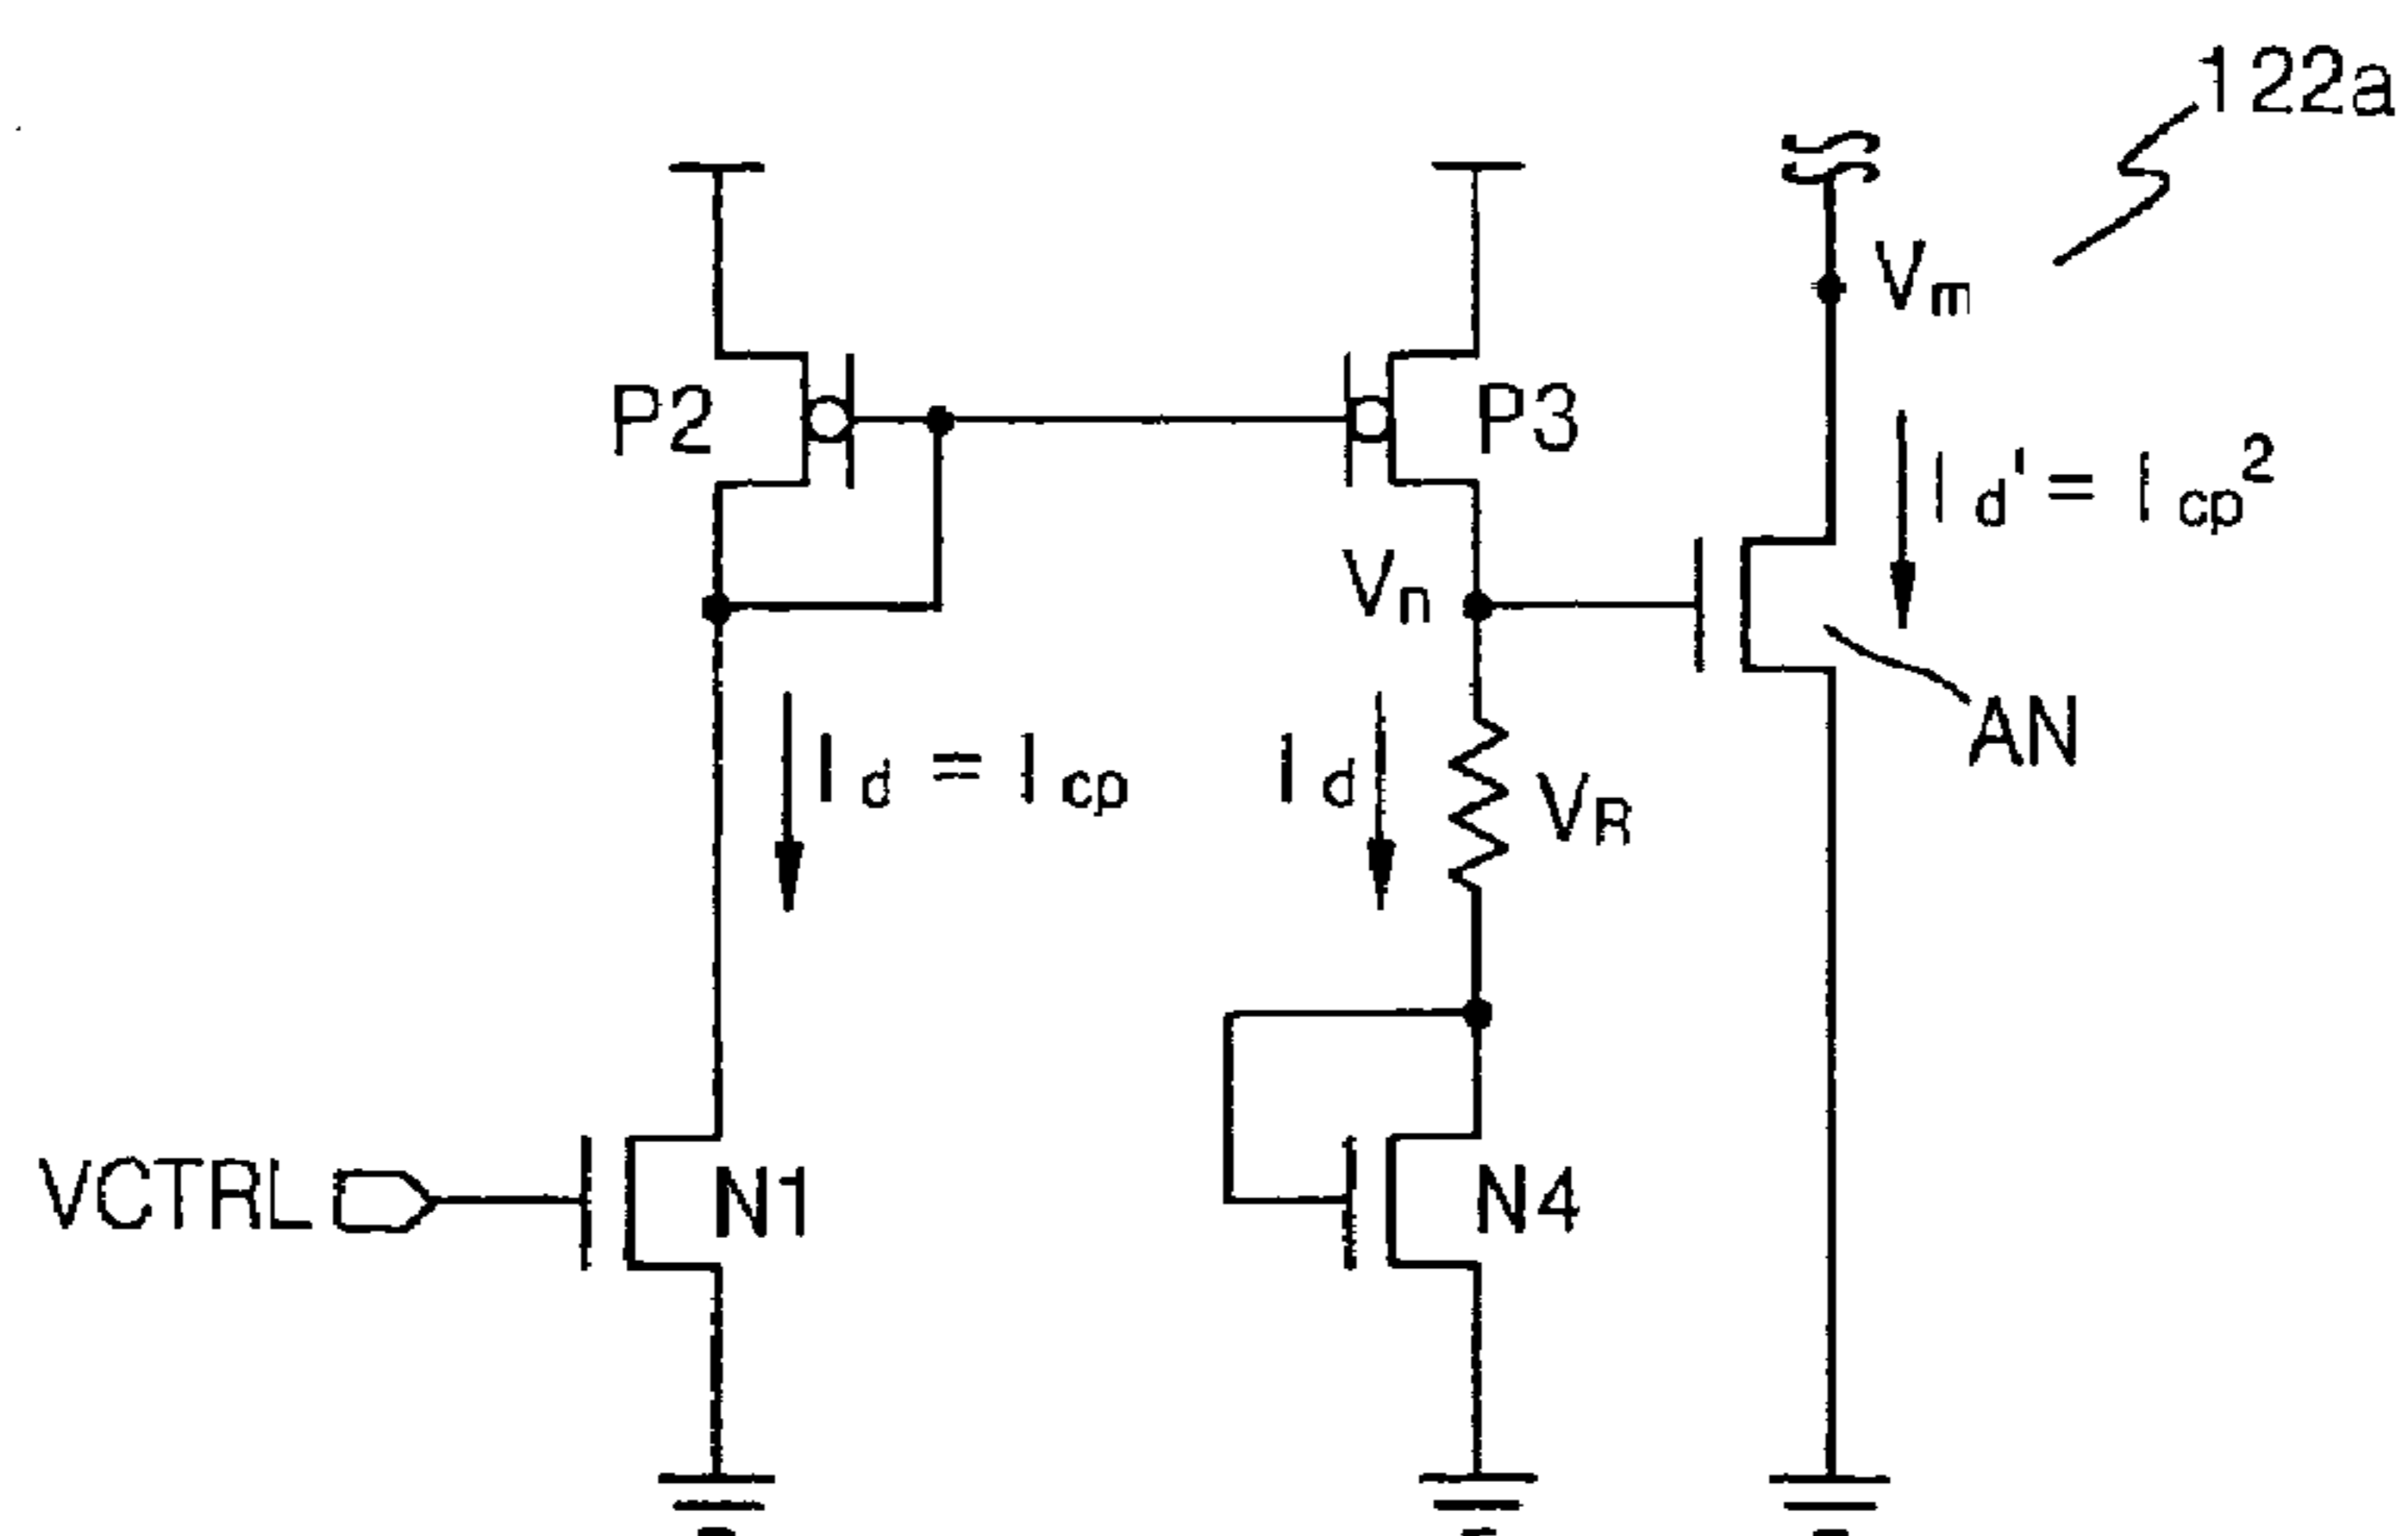 122a
Vm
P2
P3
Id' = Icp²
Vn
AN
Id = Icp
Id
VR
VCTRL
N1
N4